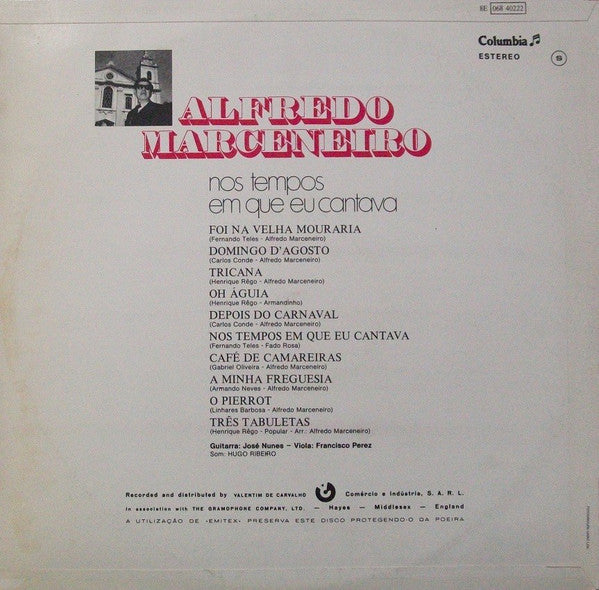 8E 068 40222
Columbia
ESTEREO S
ALFREDO
MARCENEIRO
nos tempos
em que eu cantava
FOI NA VELHA MOURARIA
(Fernando Teles - Alfredo Marceneiro)
DOMINGO D'AGOSTO
(Carlos Conde - Alfredo Marceneiro)
TRICANA
(Henrique Rêgo - Alfredo Marceneiro)
OH ÁGUIA
(Henrique Rêgo - Armandinho)
DEPOIS DO CARNAVAL
(Carlos Conde - Alfredo Marceneiro)
NOS TEMPOS EM QUE EU CANTAVA
(Fernando Teles - Fado Rosa)
CAFÉ DE CAMAREIRAS
(Gabriel Oliveira - Alfredo Marceneiro)
A MINHA FREGUESIA
(Armando Neves - Alfredo Marceneiro)
O PIERROT
(Linhares Barbosa - Alfredo Marceneiro)
TRÊS TABULETAS
(Henrique Rêgo - Popular - Arr.: Alfredo Marceneiro)
Guitarra: José Nunes – Viola: Francisco Perez
Som: HUGO RIBEIRO
Recorded and distributed by VALENTIM DE CARVALHO Comércio e Indústria, S. A. R. L.
In association with THE GRAMOPHONE COMPANY, LTD. – Hayes – Middlesex – England
A UTILIZAÇÃO DE «EMITEX» PRESERVA ESTE DISCO PROTEGENDO-O DA POEIRA